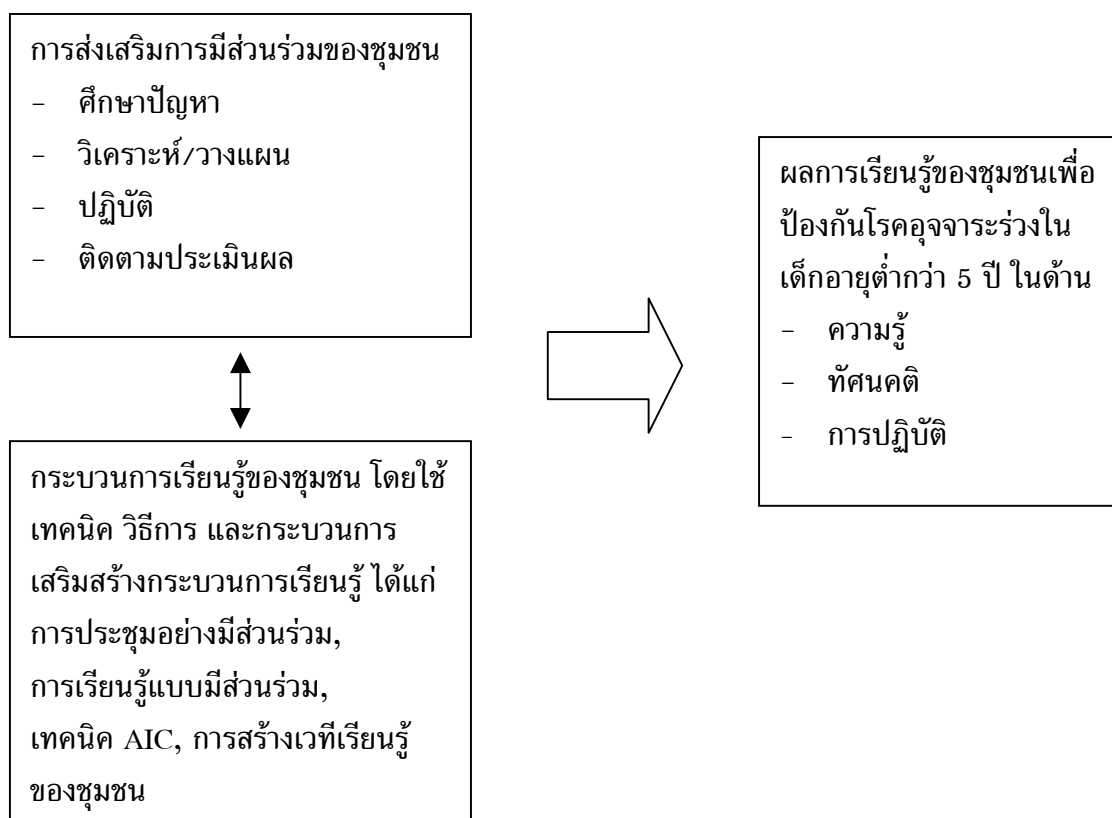 การส่งเสริมการมีส่วนร่วมของชุมชน
- ศึกษาปัญหา
- วิเคราะห์/วางแผน
- ปฏิบัติ
- ติดตามประเมินผล
กระบวนการเรียนรู้ของชุมชน โดยใช้
เทคนิค วิธีการ และกระบวนการ
เสริมสร้างกระบวนการเรียนรู้ ได้แก่
การประชุมอย่างมีส่วนร่วม,
การเรียนรู้แบบมีส่วนร่วม,
เทคนิค AIC, การสร้างเวทีเรียนรู้
ของชุมชน
ผลการเรียนรู้ของชุมชนเพื่อ
ป้องกันโรคอุจจาระร่วงใน
เด็กอายุต่ำกว่า 5 ปี ในด้าน
- ความรู้
- ทัศนคติ
- การปฏิบัติ